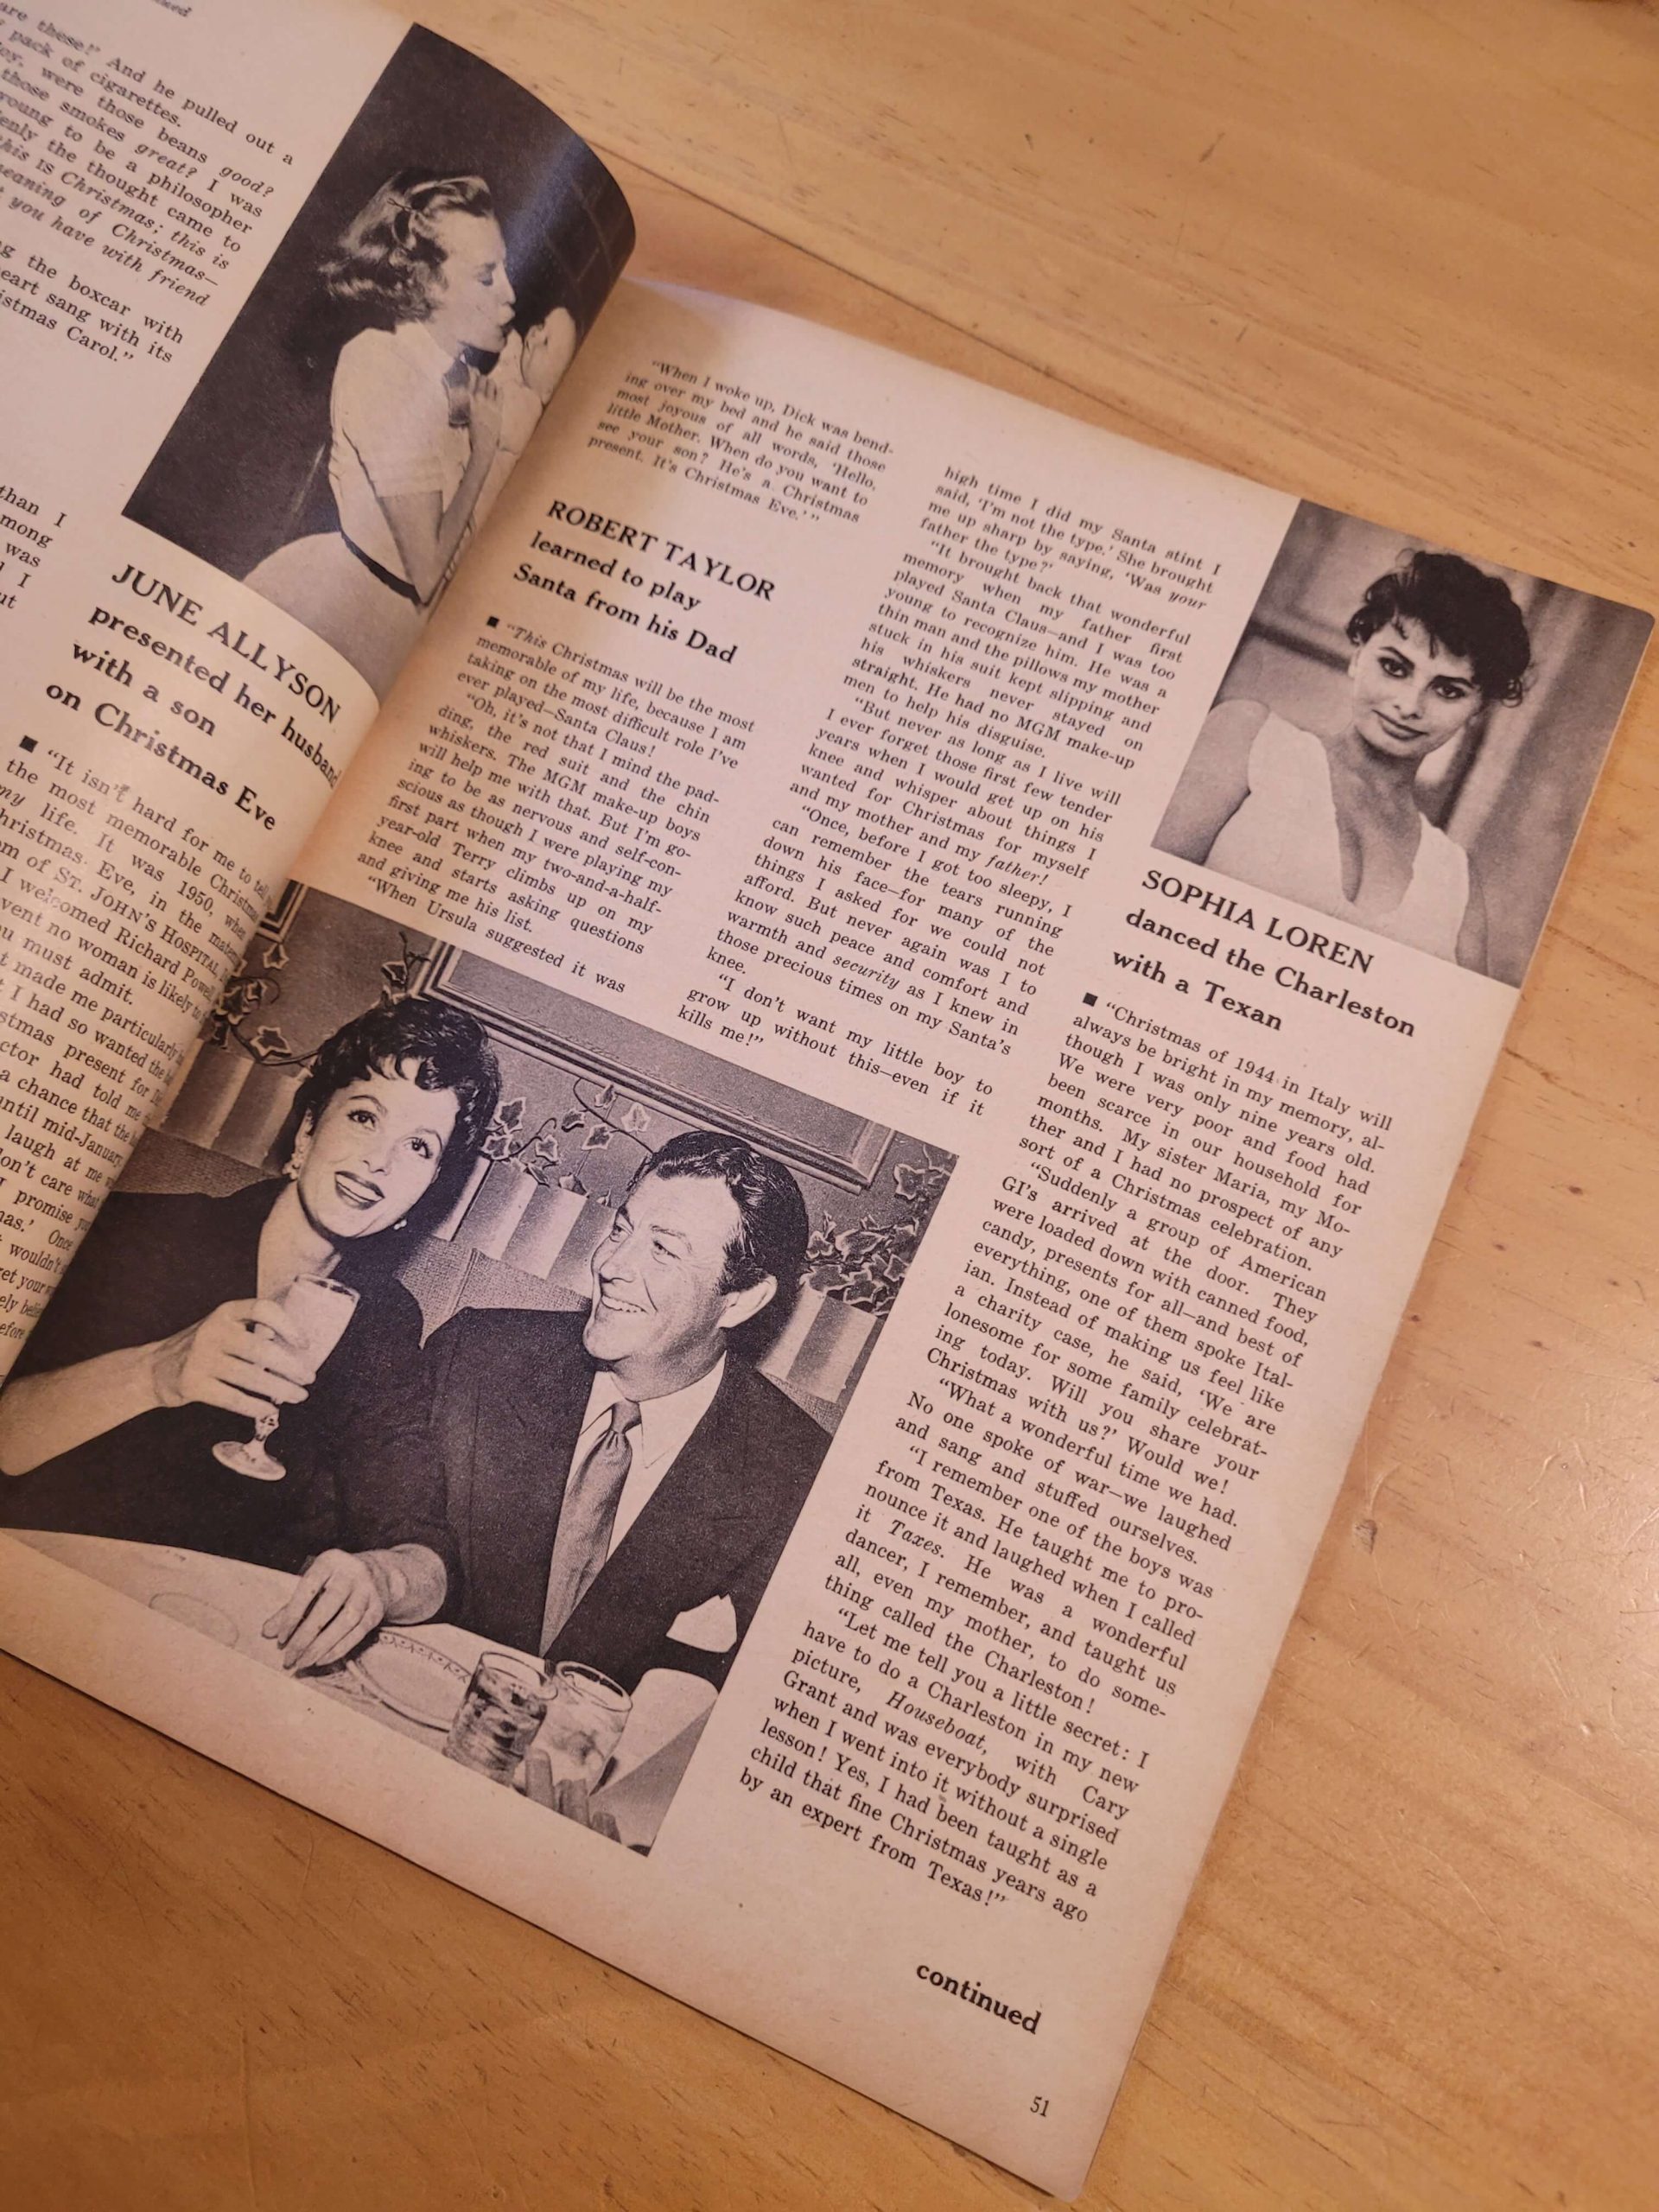 are these!' And he pulled out a
pack of cigarettes.
were those beans good?
those smokes great? I was
young to be a philosopher
the thought came to
this IS Christmas; this is
meaning of Christmas—
you have with friend
the boxcar with
heart sang with its
Christmas Carol."
than I
among
was
I
JUNE ALLYSON
presented her husband
with a son
on Christmas Eve
■ "It isn't hard for me to tell
the most memorable Christmas
my life. It was 1950, when
Christmas Eve, in the
of ST. JOHN'S HOSPITAL,
I welcomed Richard Powell,
event no woman is likely to
you must admit.
made me particularly
I had so wanted the
Christmas present for
doctor had told me
a chance that the
until mid-January.
laugh at me
don't care what
I promise you
Once
wouldn't
get your
"When I woke up, Dick was bend-
ing over my bed and he said those
most joyous of all words, 'Hello,
little Mother. When do you want to
see your son? He's a Christmas
present. It's Christmas Eve.' "
ROBERT TAYLOR
learned to play
Santa from his Dad
■ "This Christmas will be the most
memorable of my life, because I am
taking on the most difficult role I've
ever played—Santa Claus!
"Oh, it's not that I mind the pad-
ding, the red suit and the chin
whiskers. The MGM make-up boys
will help me with that. But I'm go-
ing to be as nervous and self-con-
scious as though I were playing my
first part when my two-and-a-half-
year-old Terry climbs up on my
knee and starts asking questions
and giving me his list.
"When Ursula suggested it was
high time I did my Santa stint I
said, 'I'm not the type.' She brought
me up sharp by saying, 'Was your
father the type?'
"It brought back that wonderful
memory when my father first
played Santa Claus—and I was too
young to recognize him. He was a
thin man and the pillows my mother
stuck in his suit kept slipping and
his whiskers never stayed on
straight. He had no MGM make-up
men to help his disguise.
"But never as long as I live will
I ever forget those first few tender
years when I would get up on his
knee and whisper about things I
wanted for Christmas for myself
and my mother and my father!
"Once, before I got too sleepy, I
can remember the tears running
down his face—for many of the
things I asked for we could not
afford. But never again was I to
know such peace and comfort and
warmth and security as I knew in
those precious times on my Santa's
knee.
"I don't want my little boy to
grow up without this—even if it
kills me!"
SOPHIA LOREN
danced the Charleston
with a Texan
■ "Christmas of 1944 in Italy will
always be bright in my memory, al-
though I was only nine years old.
We were very poor and food had
been scarce in our household for
months. My sister Maria, my Mo-
ther and I had no prospect of any
sort of a Christmas celebration.
"Suddenly a group of American
GI's arrived at the door. They
were loaded down with canned food,
candy, presents for all—and best of
everything, one of them spoke Ital-
ian. Instead of making us feel like
a charity case, he said, 'We are
lonesome for some family celebrat-
ing today. Will you share your
Christmas with us?' Would we!
"What a wonderful time we had.
No one spoke of war—we laughed
and sang and stuffed ourselves.
"I remember one of the boys was
from Texas. He taught me to pro-
nounce it and laughed when I called
it Taxes. He was a wonderful
dancer, I remember, and taught us
all, even my mother, to do some-
thing called the Charleston!
"Let me tell you a little secret: I
have to do a Charleston in my new
picture, Houseboat, with Cary
Grant and was everybody surprised
when I went into it without a single
lesson! Yes, I had been taught as a
child that fine Christmas years ago
by an expert from Texas!"
continued
51